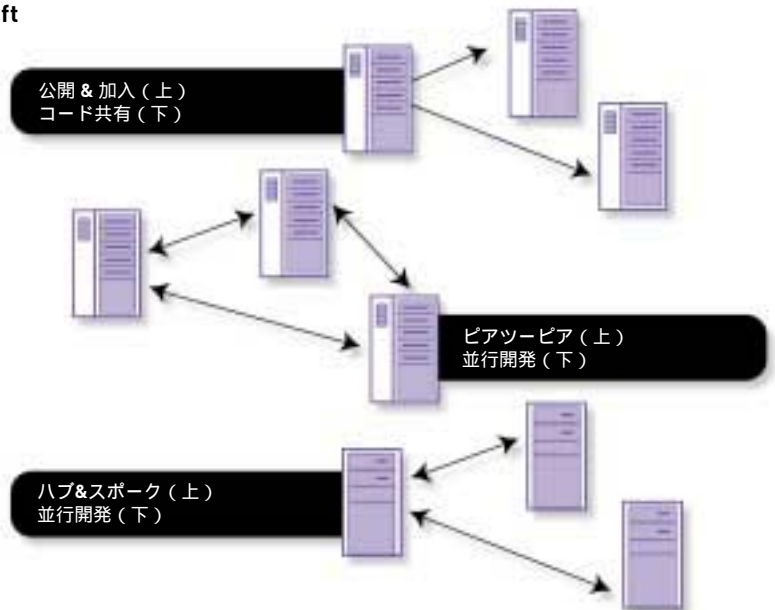 ft
公開 & 加入（上）
コード共有（下）
ピアツーピア（上）
並行開発（下）
ハブ&スポーク（上）
並行開発（下）